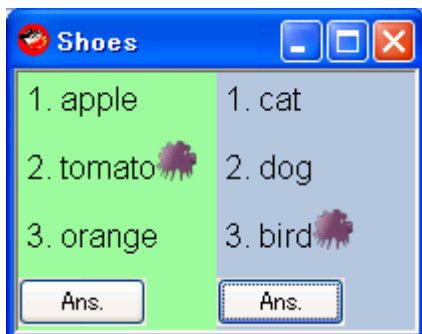 Shoes
1. apple
2. tomato
3. orange
Ans.
1. cat
2. dog
3. bird
Ans.